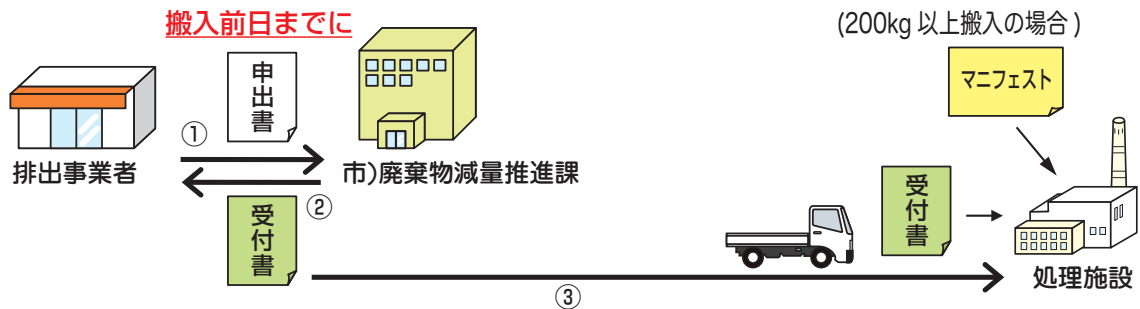 搬入前日までに
(200kg 以上搬入の場合 )
申出書
マニフェスト
①
排出事業者
市)廃棄物減量推進課
②
受付書
受付書
処理施設
③